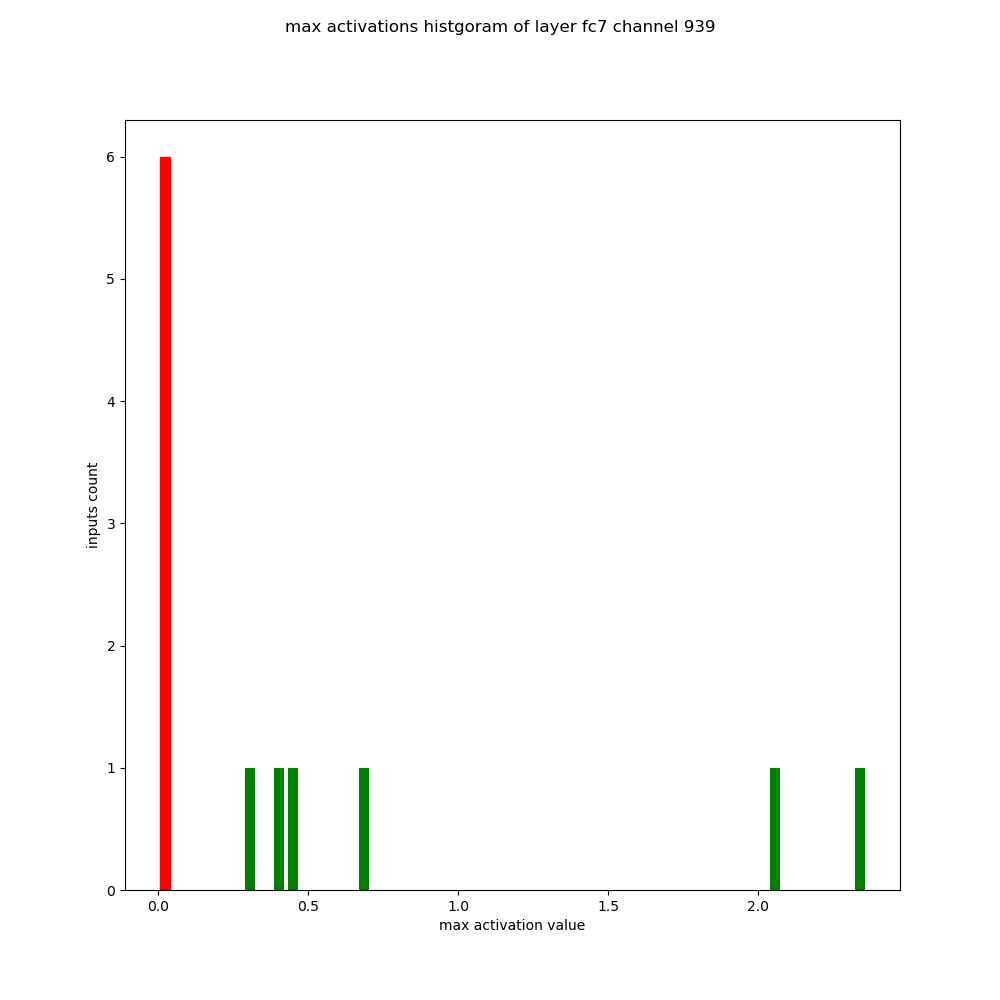 max activations histgoram of layer fc7 channel 939
6
5
4
3
2
1
0
inputs count
0.0 0.5 1.0 1.5 2.0
max activation value